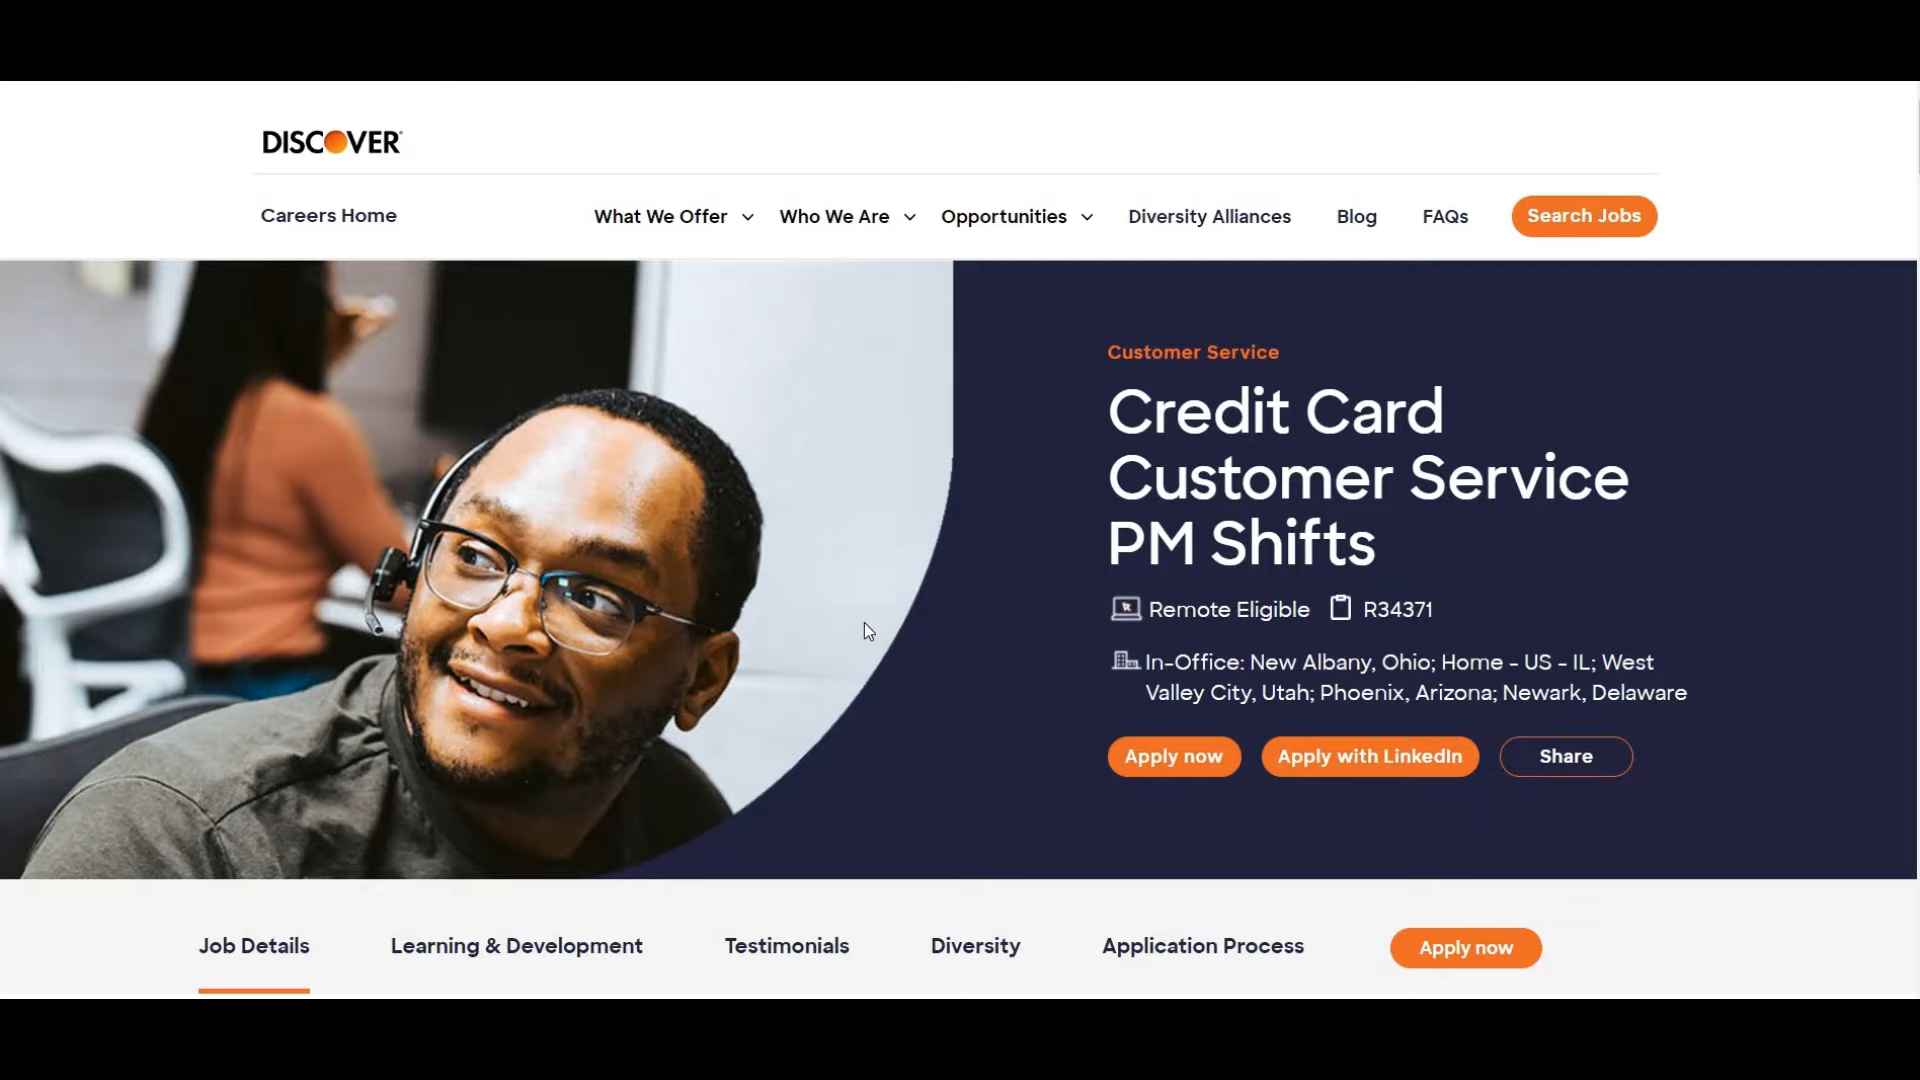 DISCOVER
Careers Home
What We Offer
Who We Are
Opportunities
Diversity Alliances
Blog
FAQs
Search Jobs
Customer Service
Credit Card
Customer Service
PM Shifts
Remote Eligible
R34371
In-Office: New Albany, Ohio; Home - US - IL; West
Valley City, Utah; Phoenix, Arizona; Newark, Delaware
Apply now
Apply with LinkedIn
Share
Job Details
Learning & Development
Testimonials
Diversity
Application Process
Apply now